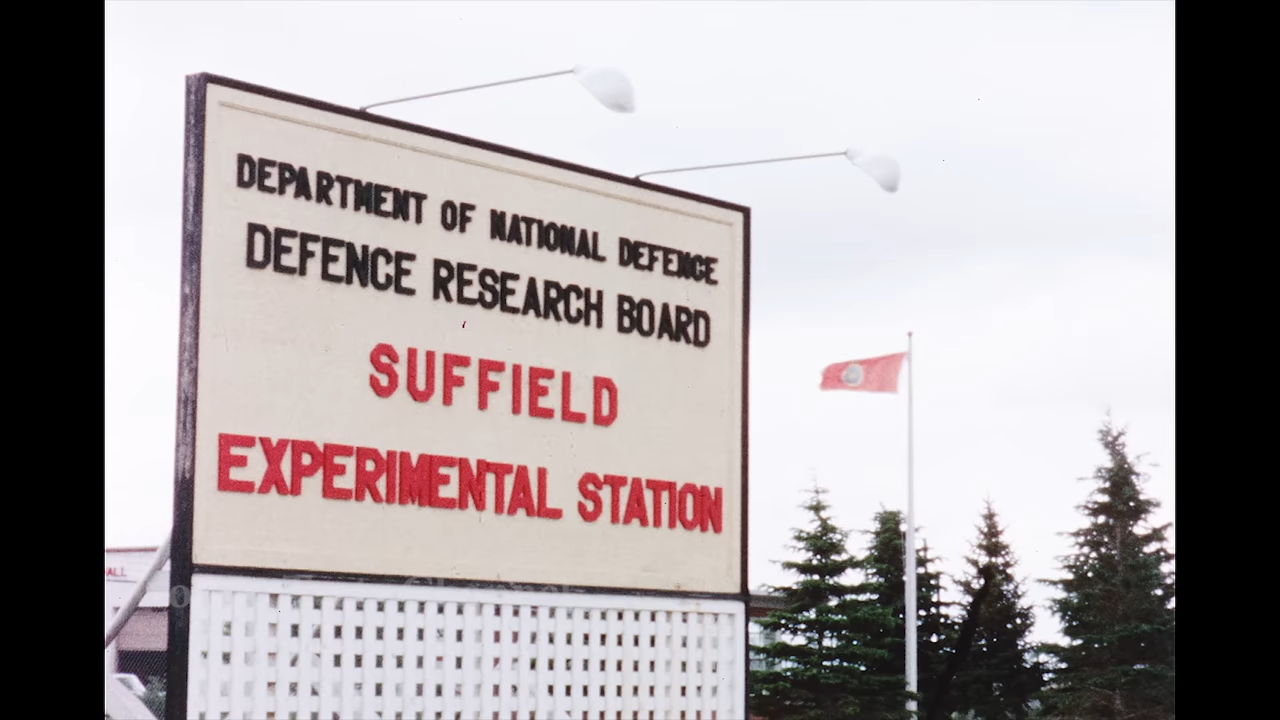 DEPARTMENT OF NATIONAL DEFENCE
DEFENCE RESEARCH BOARD
SUFFIELD
EXPERIMENTAL STATION